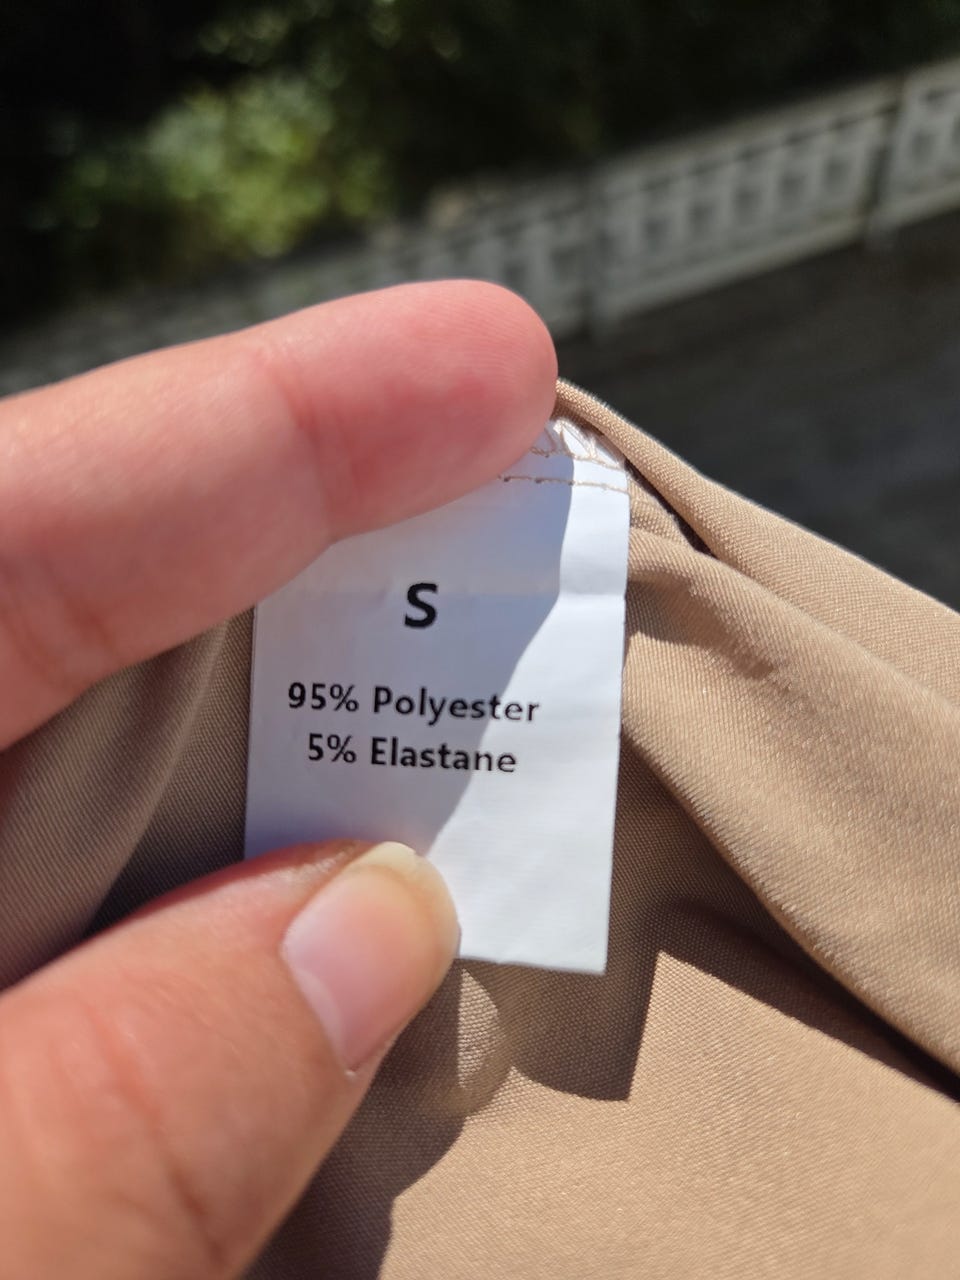 S
95% Polyester
5% Elastane